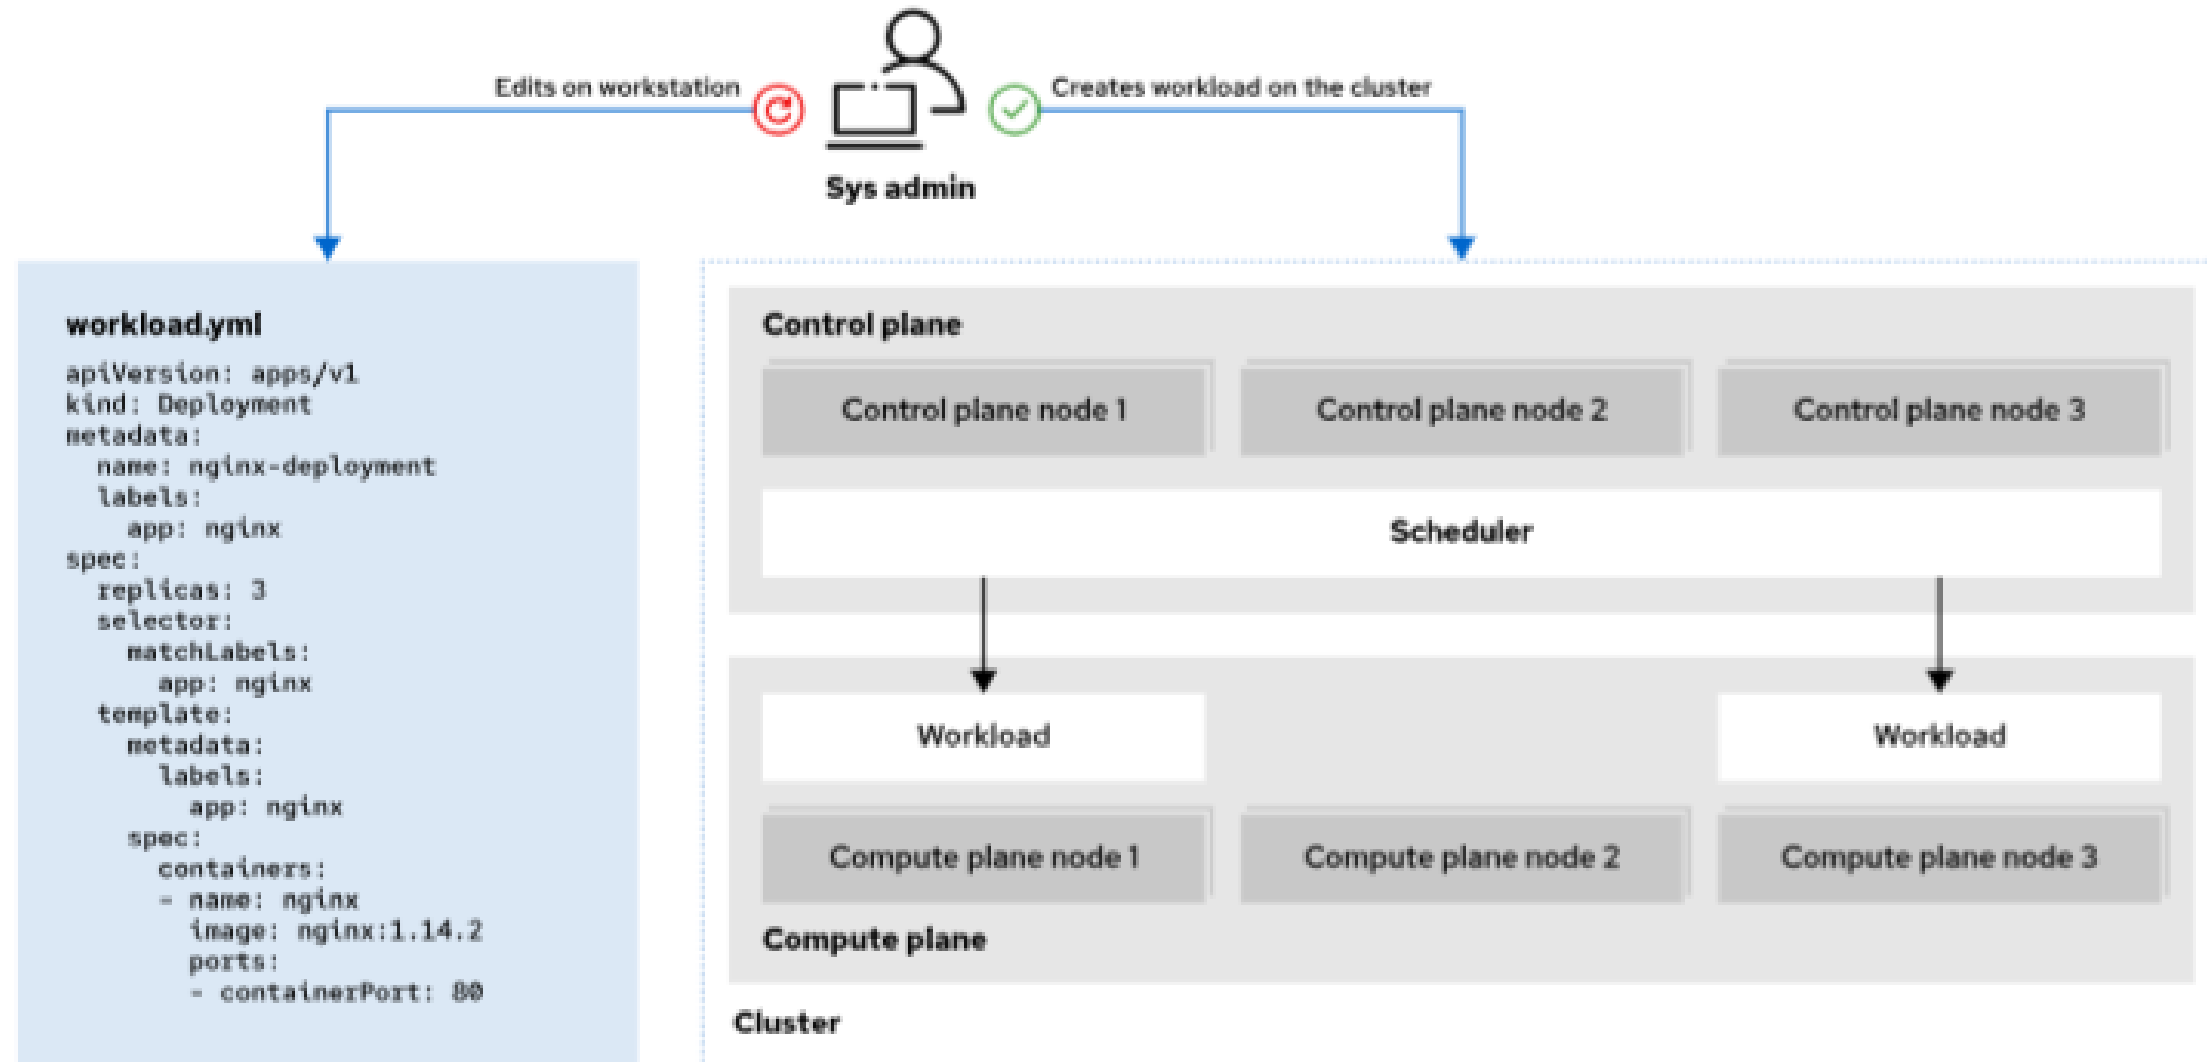 Edits on workstation
Creates workload on the cluster
Sys admin
workload.yml
apiVersion: apps/v1
kind: Deployment
metadata:
  name: nginx-deployment
  labels:
    app: nginx
spec:
  replicas: 3
  selector:
    matchLabels:
      app: nginx
  template:
    metadata:
      labels:
        app: nginx
    spec:
      containers:
      - name: nginx
        image: nginx:1.14.2
        ports:
        - containerPort: 80
Control plane
Control plane node 1
Control plane node 2
Control plane node 3
Scheduler
Workload
Workload
Compute plane node 1
Compute plane node 2
Compute plane node 3
Compute plane
Cluster